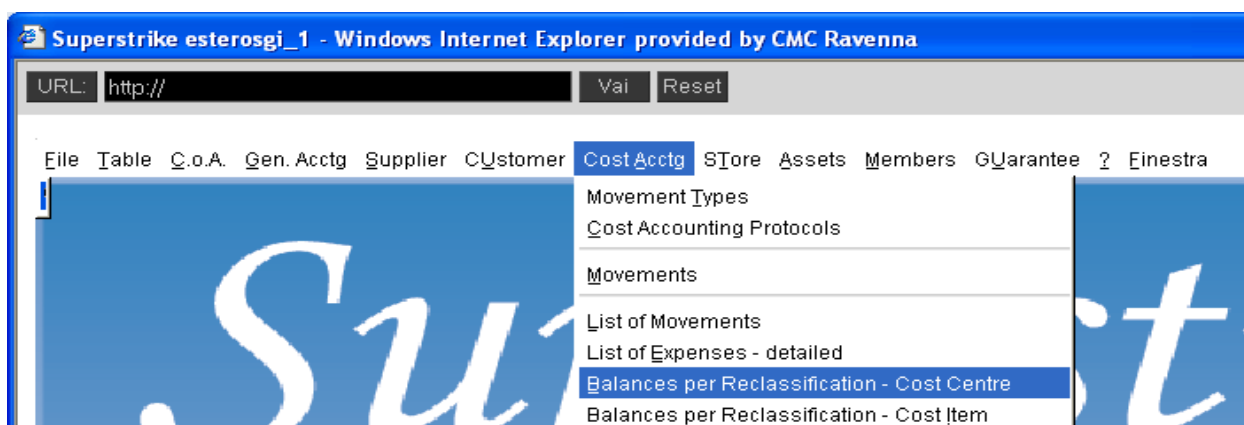 Superstrike esterosgi_1 - Windows Internet Explorer provided by CMC Ravenna
URL: http:// Vai Reset
File Table C.o.A. Gen. Acctg Supplier CUstomer Cost Acctg STore Assets Members GUarantee ? Finestra
Movement Types
Cost Accounting Protocols
Movements
List of Movements
List of Expenses - detailed
Balances per Reclassification - Cost Centre
Balances per Reclassification - Cost Item